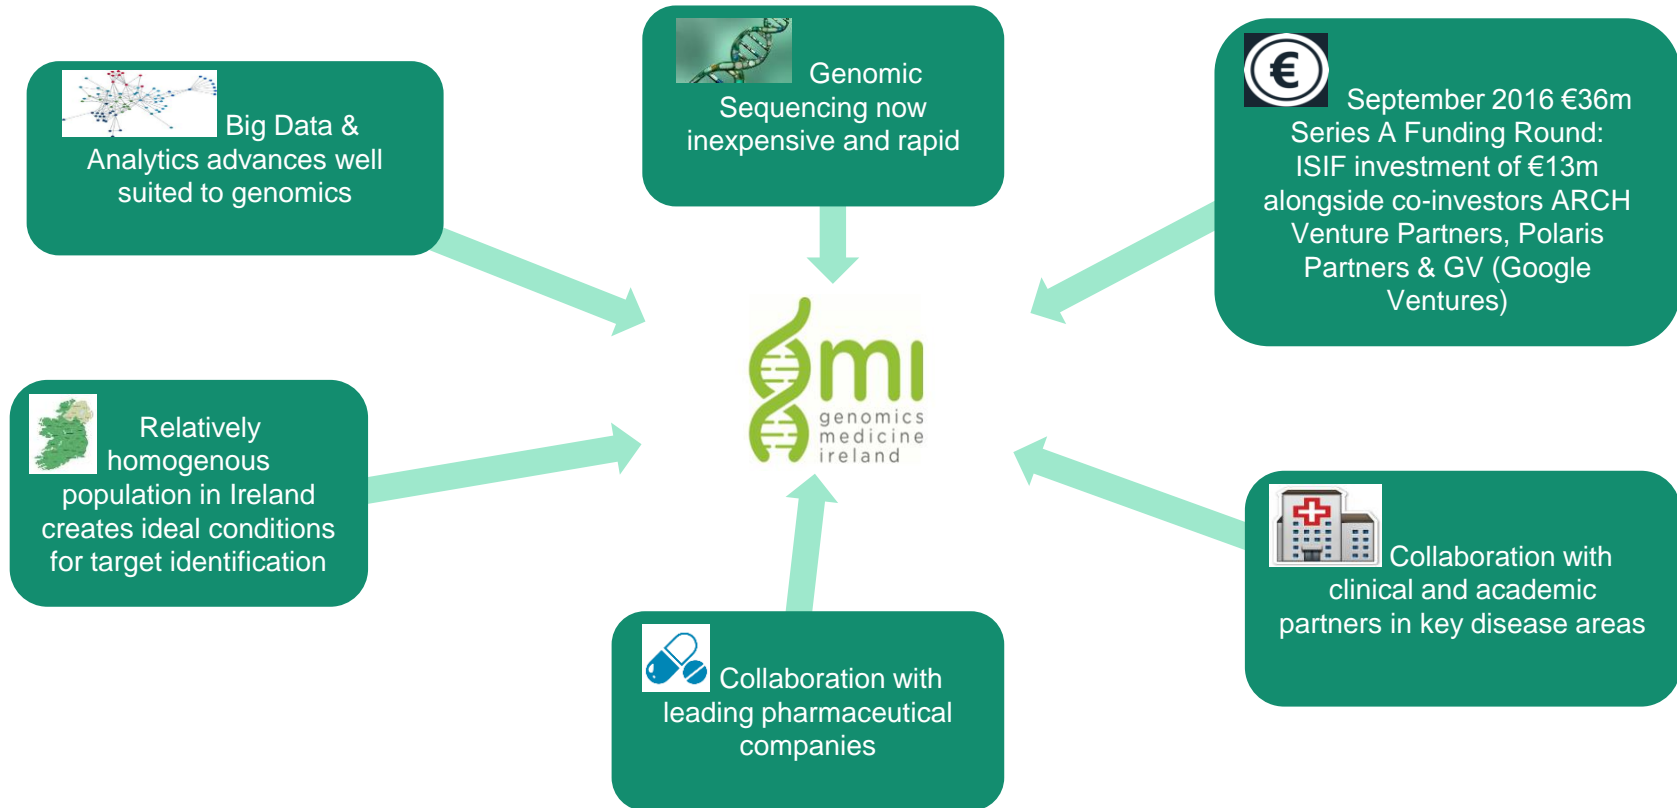 Big Data &
Analytics advances well
suited to genomics
Genomic
Sequencing now
inexpensive and rapid
€
September 2016 €36m
Series A Funding Round:
ISIF investment of €13m
alongside co-investors ARCH
Venture Partners, Polaris
Partners & GV (Google
Ventures)
gmi
genomics
medicine
ireland
Relatively
homogenous
population in Ireland
creates ideal conditions
for target identification
Collaboration with
leading pharmaceutical
companies
Collaboration with
clinical and academic
partners in key disease areas